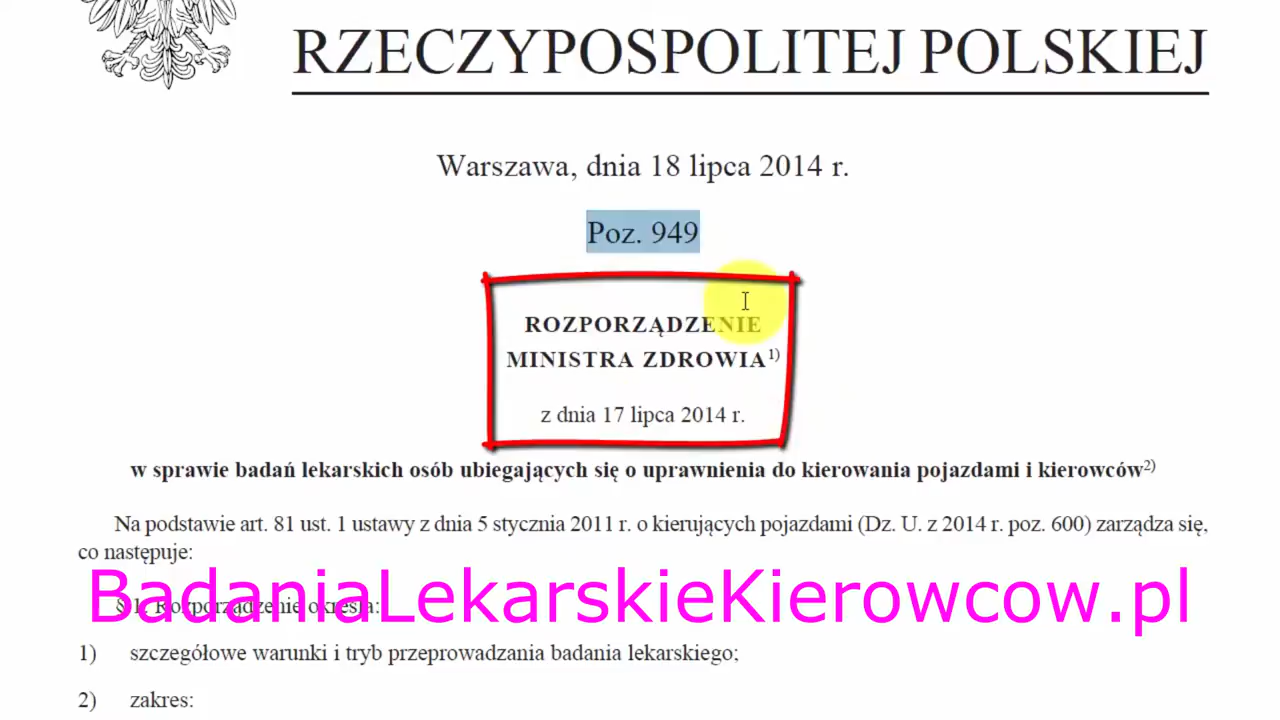 RZECZYPOSPOLITEJ POLSKIEJ
Warszawa, dnia 18 lipca 2014 r.
Poz. 949
ROZPORZĄDZENIE
MINISTRA ZDROWIA1)
z dnia 17 lipca 2014 r.
w sprawie badań lekarskich osób ubiegających się o uprawnienia do kierowania pojazdami i kierowców2)
Na podstawie art. 81 ust. 1 ustawy z dnia 5 stycznia 2011 r. o kierujących pojazdami (Dz. U. z 2014 r. poz. 600) zarządza się,
co następuje:
§ 1. Rozporządzenie określa:
BadaniaLekarskieKierowcow.pl
1) szczegółowe warunki i tryb przeprowadzania badania lekarskiego;
2) zakres: